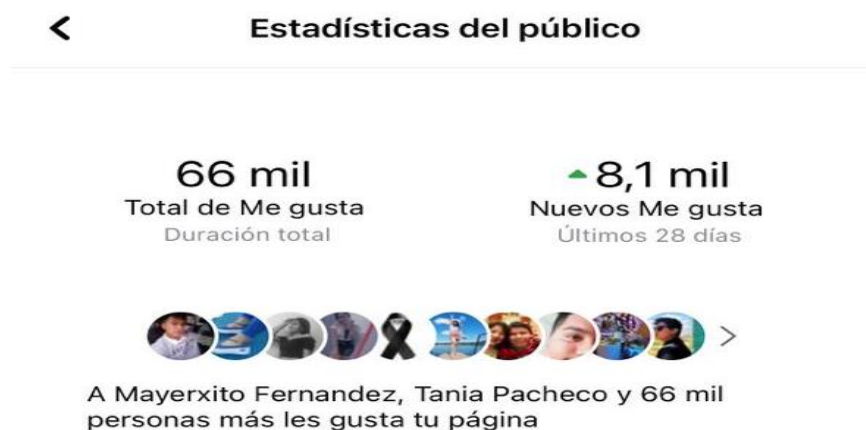 Estadísticas del público
66 mil
Total de Me gusta
Duración total
8,1 mil
Nuevos Me gusta
Últimos 28 días
A Mayerxito Fernandez, Tania Pacheco y 66 mil
personas más les gusta tu página